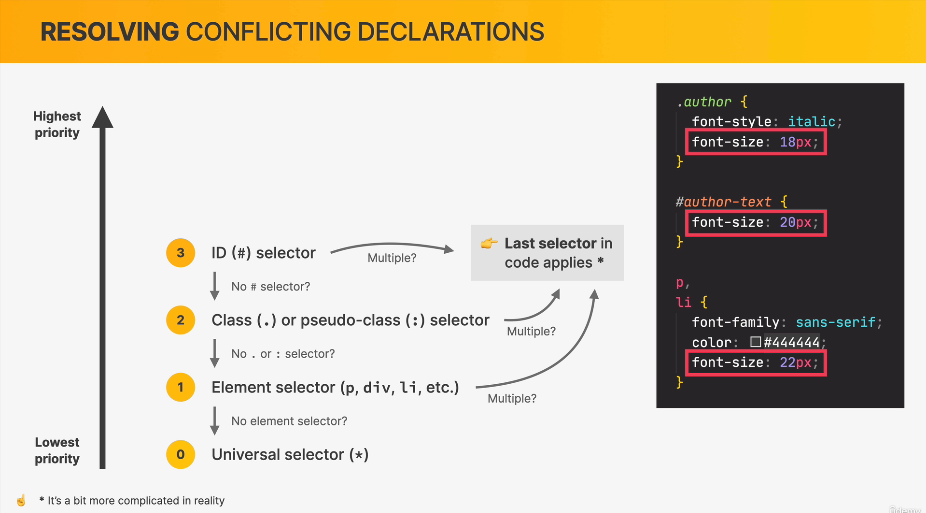 RESOLVING CONFLICTING DECLARATIONS
Highest
priority
3 ID (#) selector
Multiple?
👉 Last selector in
code applies *
No # selector?
2 Class (.) or pseudo-class (:) selector
Multiple?
No . or : selector?
1 Element selector (p, div, li, etc.)
Multiple?
No element selector?
0 Universal selector (*)
Lowest
priority
.author {
font-style: italic;
font-size: 18px;
}
#author-text {
font-size: 20px;
}
p,
li {
font-family: sans-serif;
color: #444444;
font-size: 22px;
}
☝ * It's a bit more complicated in reality
Udemy